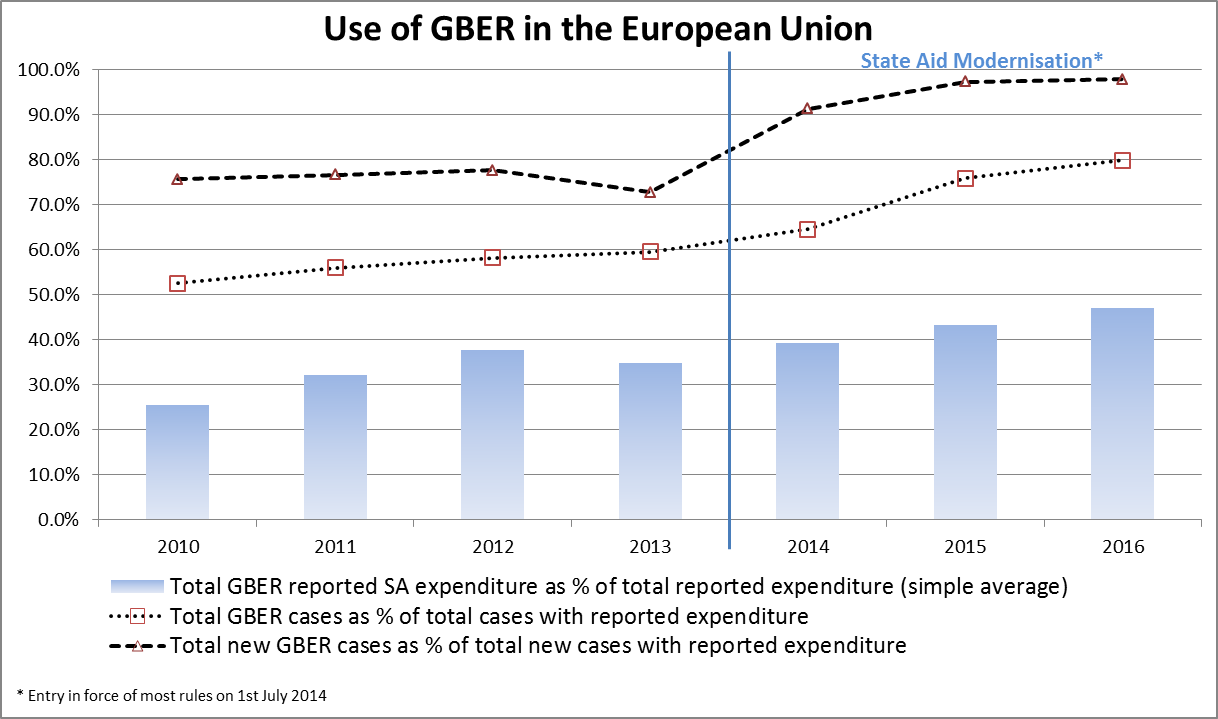 Use of GBER in the European Union
State Aid Modernisation*
100.0%
90.0%
80.0%
70.0%
60.0%
50.0%
40.0%
30.0%
20.0%
10.0%
0.0%
2010 2011 2012 2013 2014 2015 2016
Total GBER reported SA expenditure as % of total reported expenditure (simple average)
Total GBER cases as % of total cases with reported expenditure
Total new GBER cases as % of total new cases with reported expenditure
* Entry in force of most rules on 1st July 2014